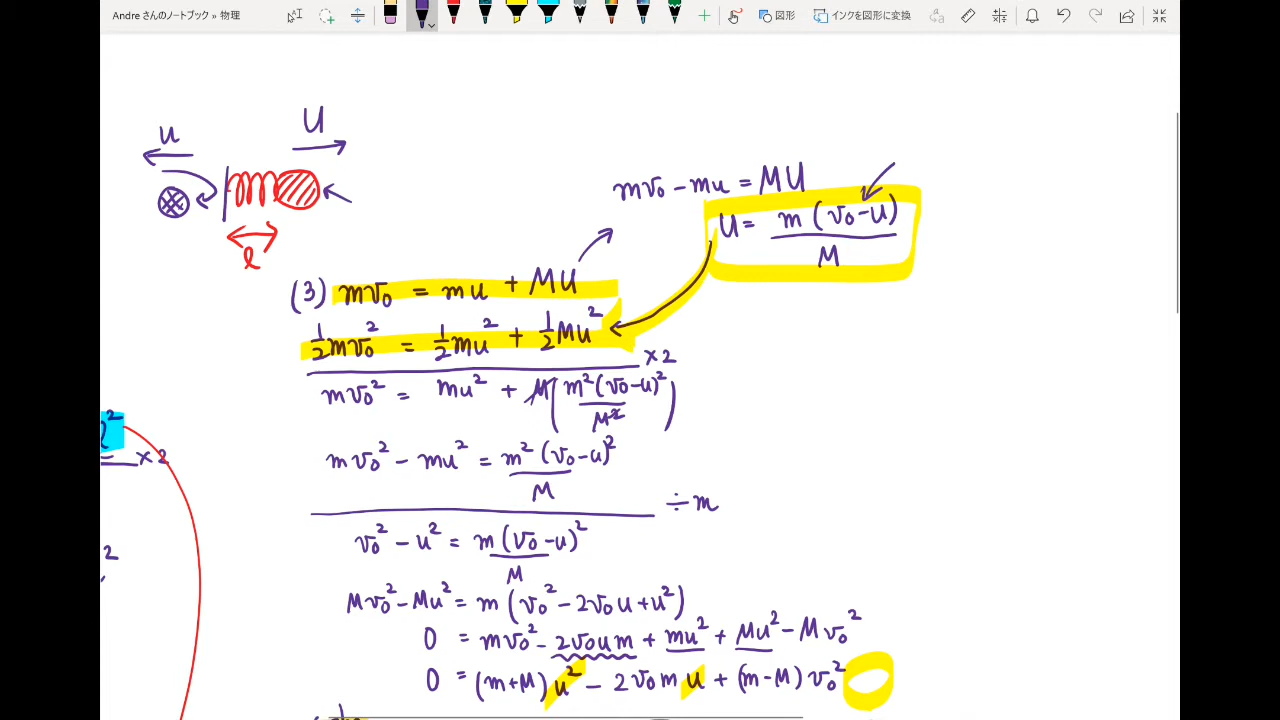 Andre さんのノートブック » 物理
図形
インクを図形に変換
U
u
mv₀ - mu = MU
U = m(v₀-u)/M
ℓ
(3) mv₀ = mu + MU
½mv₀² = ½mu² + ½Mu²
×2
mv₀² = mu² + M(m²(v₀-u)²/M²)
mv₀² - mu² = m²(v₀-u)²/M
÷m
v₀² - u² = m(v₀-u)²/M
Mv₀² - Mu² = m(v₀² - 2v₀u + u²)
0 = mv₀² - 2v₀um + mu² + Mu² - Mv₀²
0 = (m+M)u² - 2v₀mu + (m-M)v₀²
×2
2